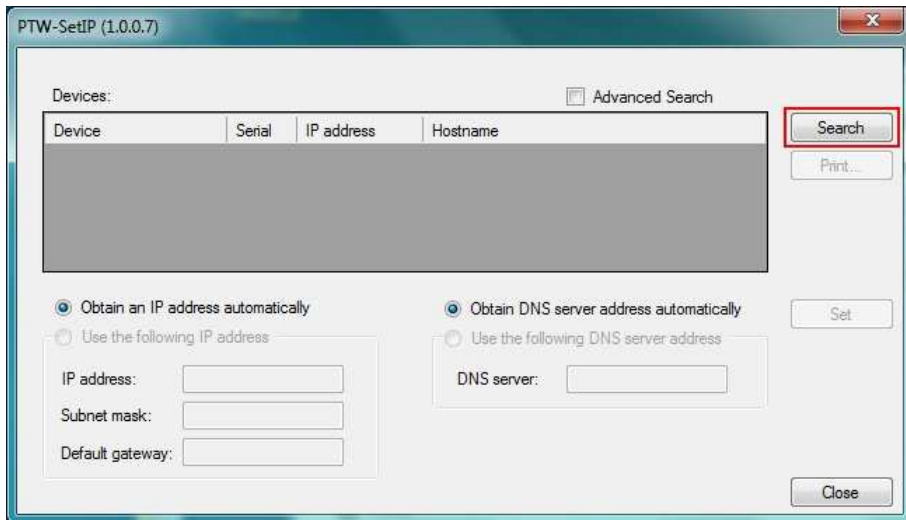 PTW-SetIP (1.0.0.7)
Devices:
Advanced Search
Device Serial IP address Hostname
Search
Print...
Obtain an IP address automatically
Obtain DNS server address automatically
Set
Use the following IP address
Use the following DNS server address
IP address:
DNS server:
Subnet mask:
Default gateway:
Close